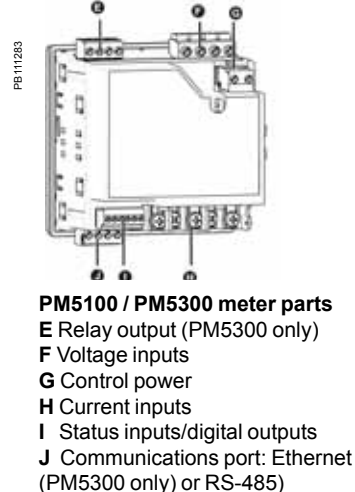 E
F
G
PB111283
J
I
H
PM5100 / PM5300 meter parts
E Relay output (PM5300 only)
F Voltage inputs
G Control power
H Current inputs
I Status inputs/digital outputs
J Communications port: Ethernet
(PM5300 only) or RS-485)